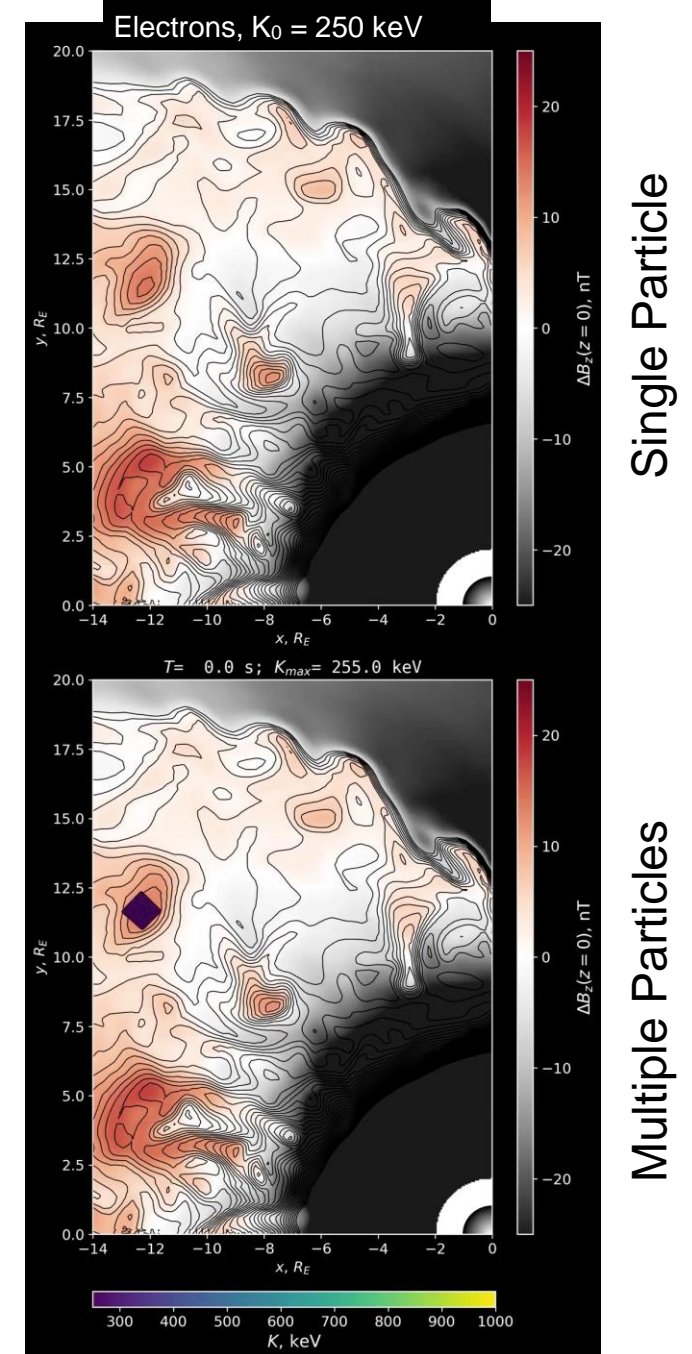 Electrons, K₀ = 250 keV
20.0
17.5
15.0
12.5
10.0
7.5
5.0
2.5
0.0
y, R_E
−14 −12 −10 −8 −6 −4 −2 0
x, R_E
20
10
0
−10
−20
ΔB_z(z = 0), nT
Single Particle
T= 0.0 s; K_max= 255.0 keV
20.0
17.5
15.0
12.5
10.0
7.5
5.0
2.5
0.0
y, R_E
−14 −12 −10 −8 −6 −4 −2 0
x, R_E
20
10
0
−10
−20
ΔB_z(z = 0), nT
Multiple Particles
300 400 500 600 700 800 900 1000
K, keV